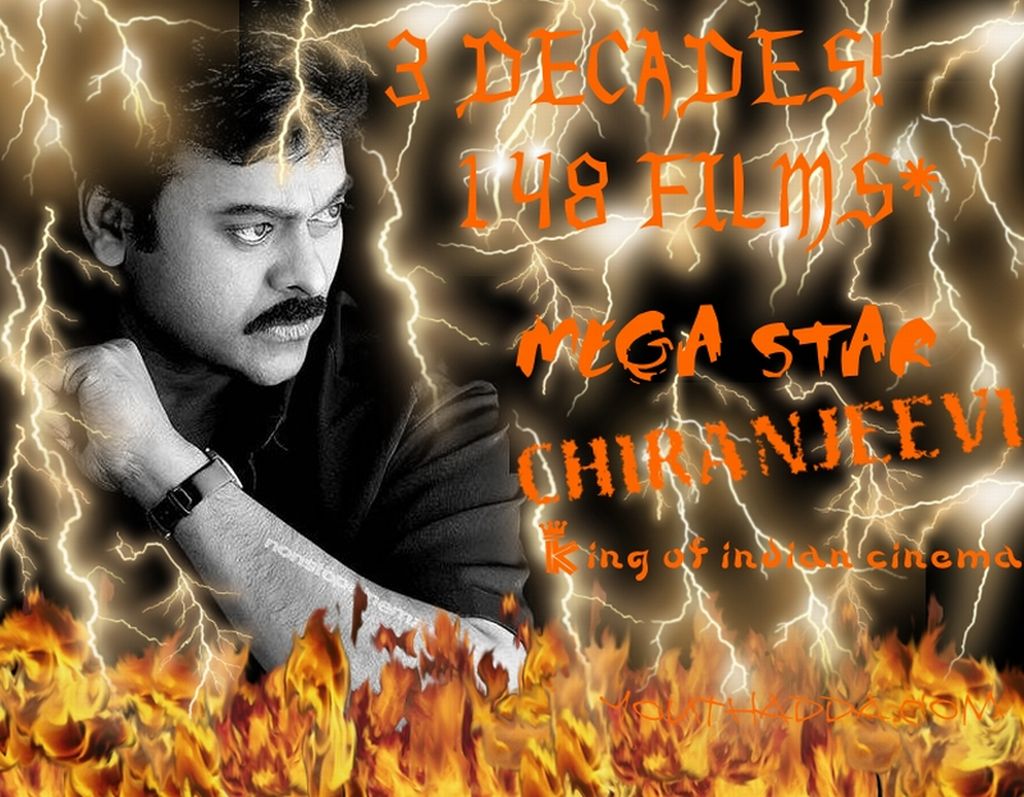 3 DECADES!
148 FILMS*
MEGA STAR
CHIRANJEEVI
King of indian cinema
YOUTHADDA.COM